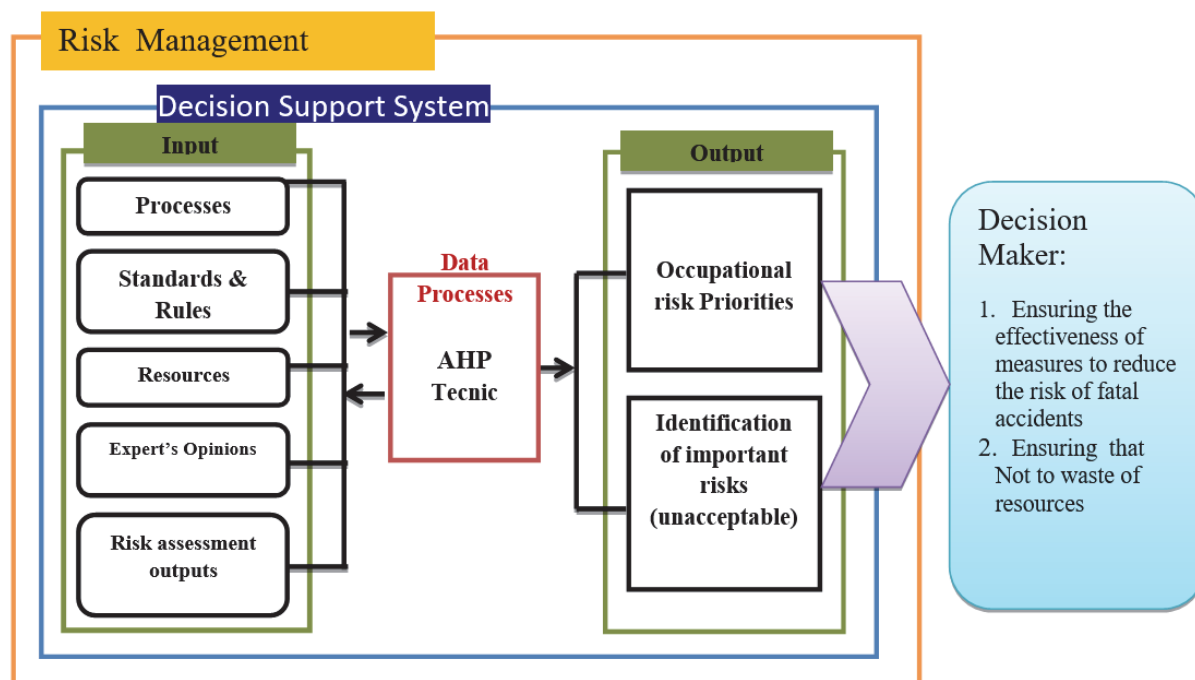 Risk Management
Decision Support System
Input
Processes
Standards &
Rules
Resources
Expert's Opinions
Risk assessment
outputs
Data
Processes
AHP
Tecnic
Output
Occupational
risk Priorities
Identification
of important
risks
(unacceptable)
Decision
Maker:
1. Ensuring the
effectiveness of
measures to reduce
the risk of fatal
accidents
2. Ensuring that
Not to waste of
resources